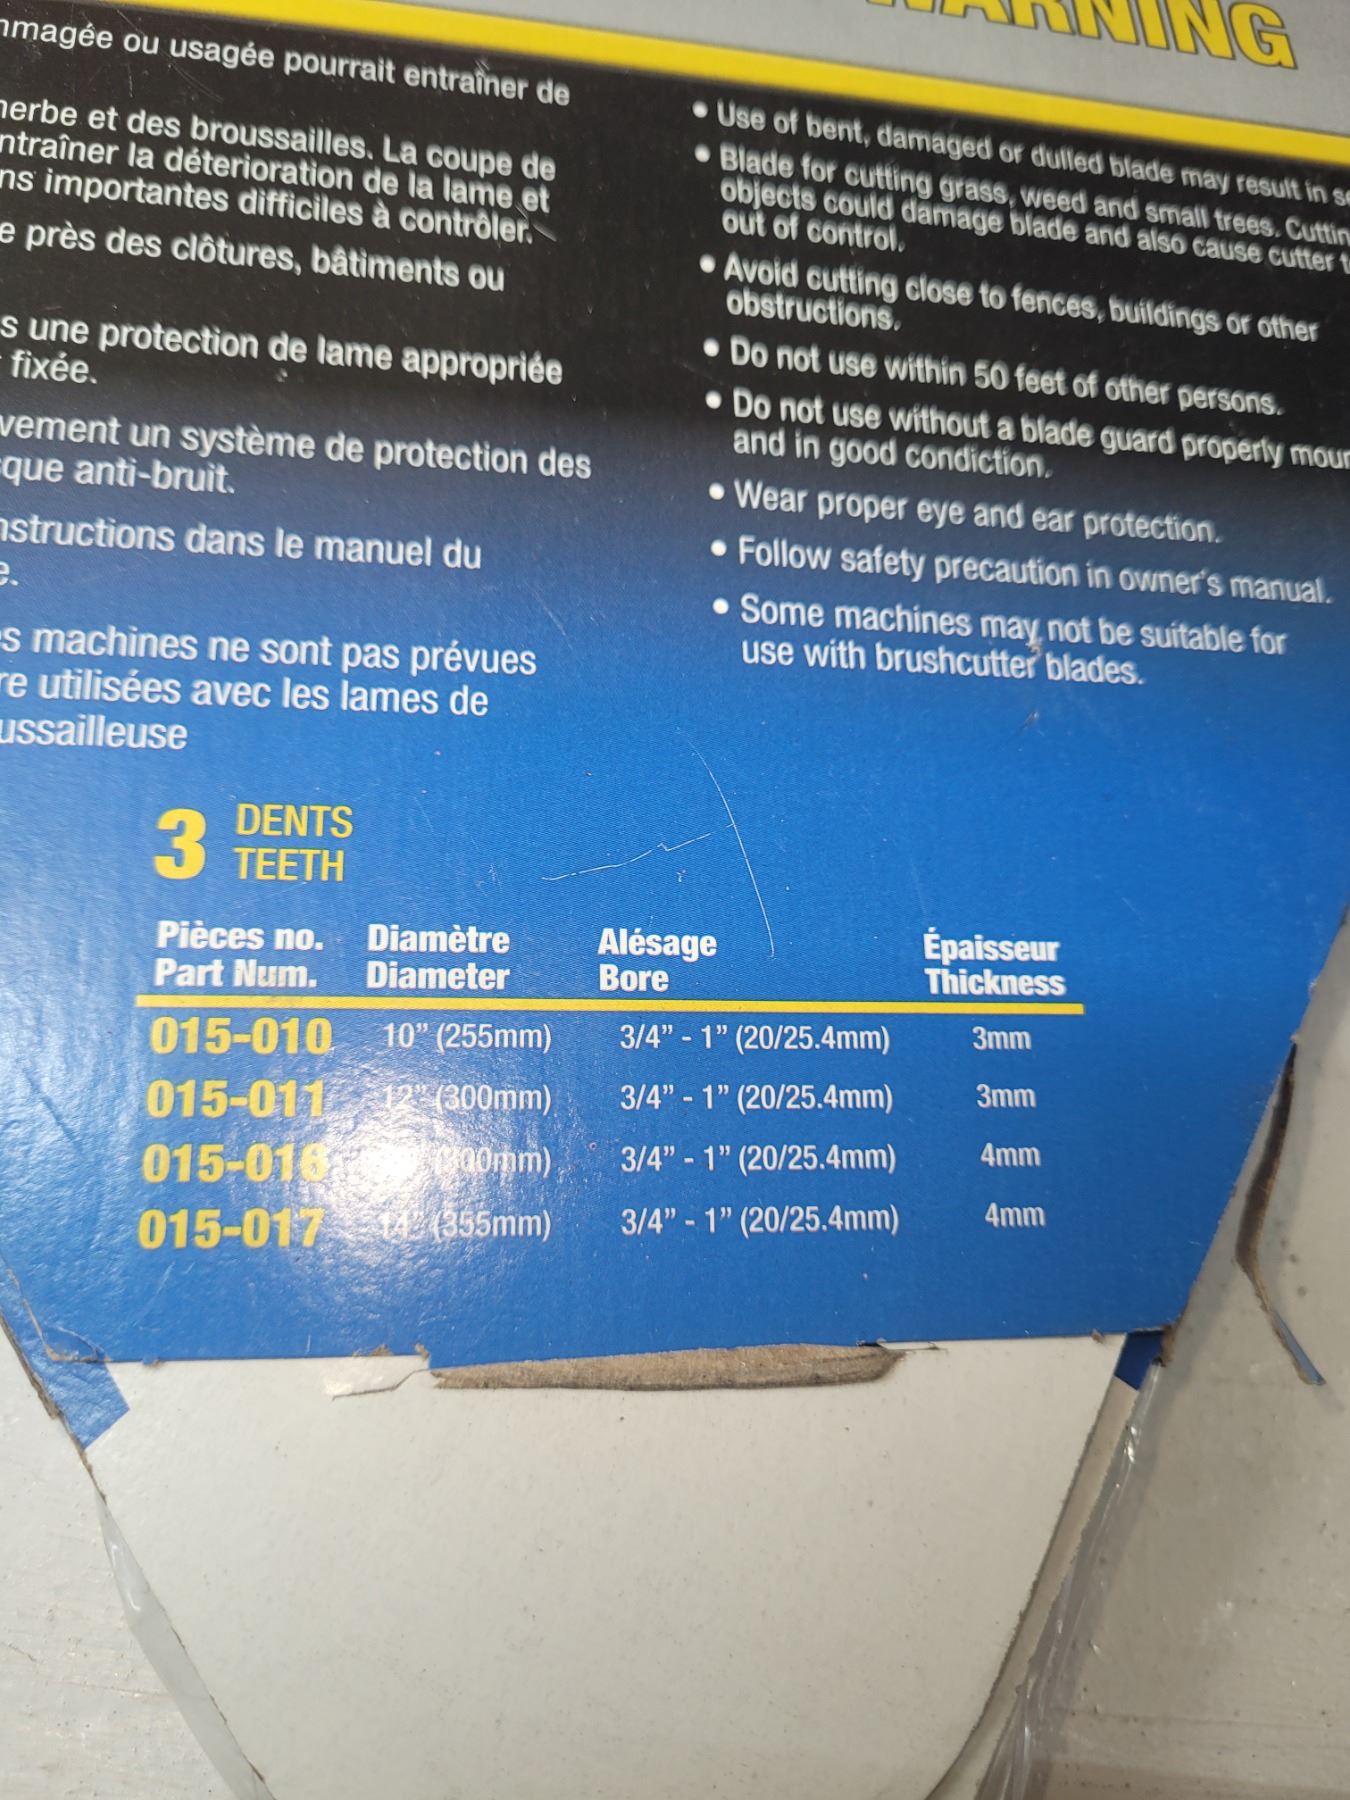 WARNING
mmagée ou usagée pourrait entraîner de
herbe et des broussailles. La coupe de
ntraîner la déterioration de la lame et
ns importantes difficiles à contrôler.
e près des clôtures, bâtiments ou
s une protection de lame appropriée
fixée.
vement un système de protection des
que anti-bruit.
nstructions dans le manuel du
e.
es machines ne sont pas prévues
re utilisées avec les lames de
ussailleuse
• Use of bent, damaged or dulled blade may result in se
• Blade for cutting grass, weed and small trees. Cuttin
objects could damage blade and also cause cutter t
out of control.
• Avoid cutting close to fences, buildings or other
obstructions.
• Do not use within 50 feet of other persons.
• Do not use without a blade guard properly moun
and in good condiction.
• Wear proper eye and ear protection.
• Follow safety precaution in owner's manual.
• Some machines may not be suitable for
use with brushcutter blades.
3 DENTS
TEETH
Pièces no. Diamètre Alésage Épaisseur
Part Num. Diameter Bore Thickness
015-010 10” (255mm) 3/4” - 1” (20/25.4mm) 3mm
015-011 12” (300mm) 3/4” - 1” (20/25.4mm) 3mm
015-016 (300mm) 3/4” - 1” (20/25.4mm) 4mm
015-017 14” (355mm) 3/4” - 1” (20/25.4mm) 4mm